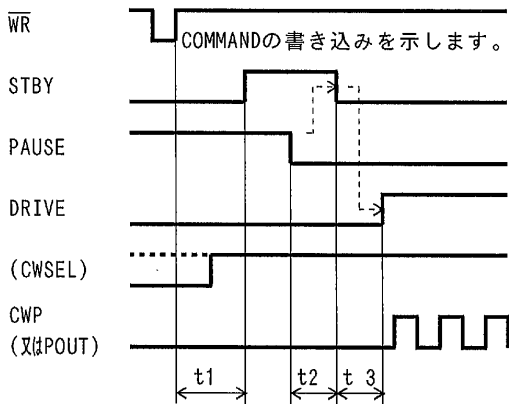 WR
COMMANDの書き込みを示します。
STBY
PAUSE
DRIVE
(CWSEL)
CWP
(又はPOUT)
t1
t2
t 3